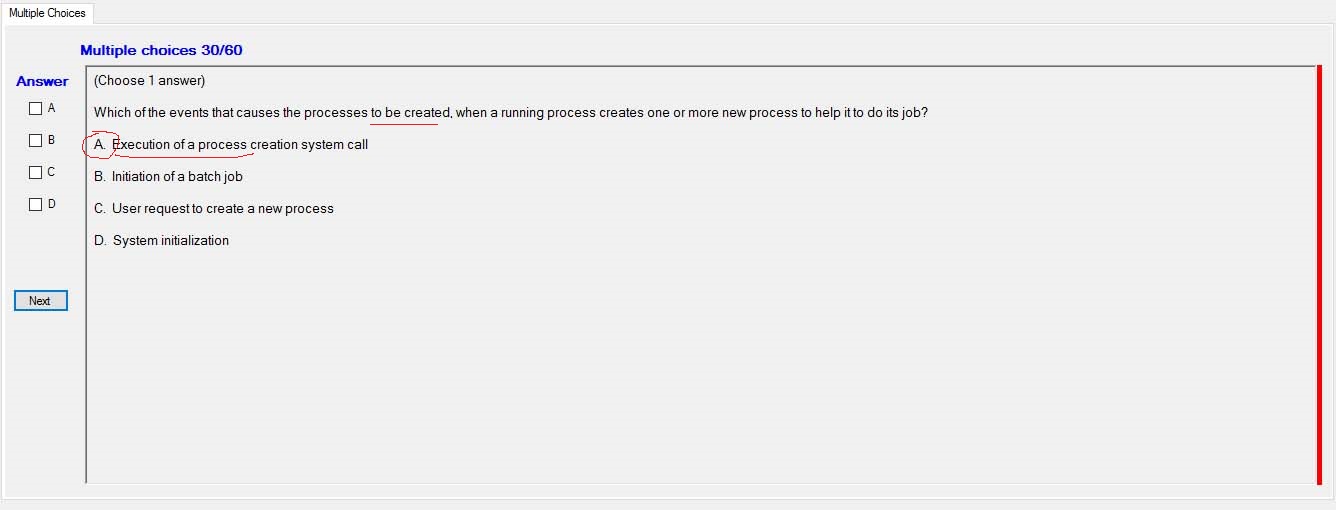 Multiple Choices
Multiple choices 30/60
Answer
(Choose 1 answer)
A
Which of the events that causes the processes to be created, when a running process creates one or more new process to help it to do its job?
B
A. Execution of a process creation system call
C
B. Initiation of a batch job
D
C. User request to create a new process
D. System initialization
Next